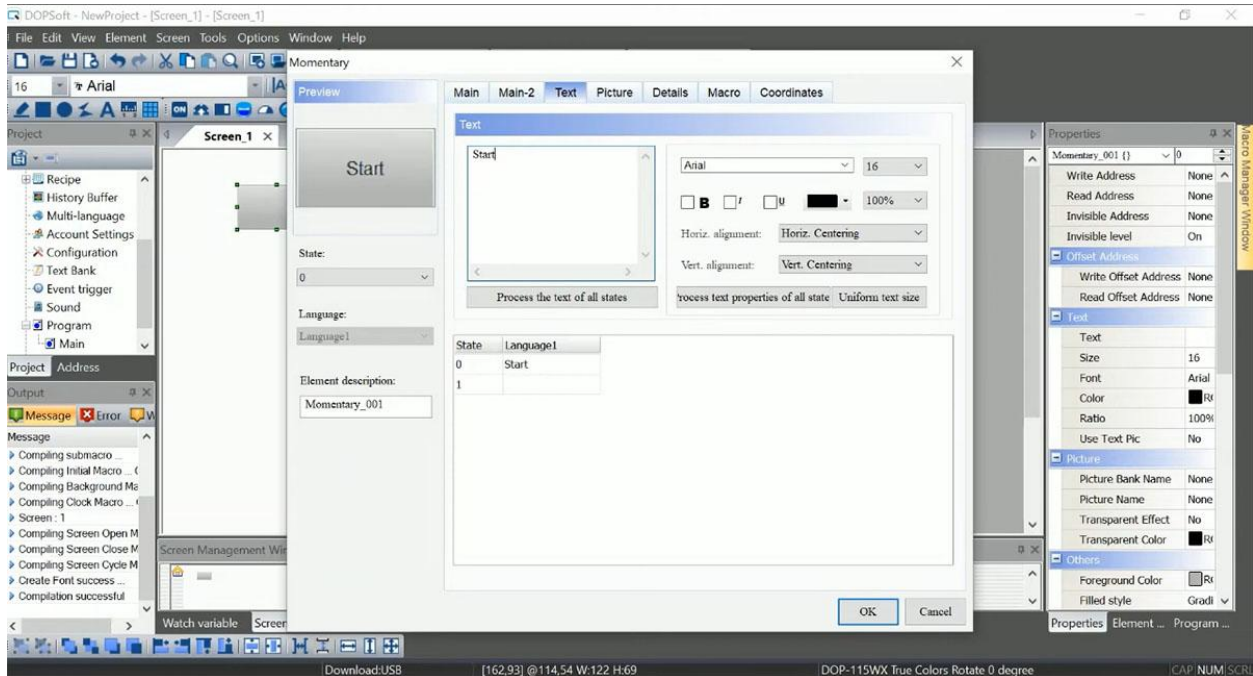 DOPSoft - NewProject - [Screen_1] - [Screen_1]
File Edit View Element Screen Tools Options Window Help
16 Arial
Project
Screen_1
Recipe
History Buffer
Multi-language
Account Settings
Configuration
Text Bank
Event trigger
Sound
Program
Main
Project Address
Output
Message Error W
Message
Compiling submacro ...
Compiling Initial Macro ... (
Compiling Background Ma
Compiling Clock Macro ...
Screen : 1
Compiling Screen Open M
Compiling Screen Close M
Compiling Screen Cycle M
Create Font success ...
Compilation successful
Momentary
Preview
Start
State:
0
Language:
Language1
Element description:
Momentary_001
Main Main-2 Text Picture Details Macro Coordinates
Text
Start
Arial 16
B I U 100%
Horiz. alignment: Horiz. Centering
Vert. alignment: Vert. Centering
Process the text of all states
rocess text properties of all state Uniform text size
State Language1
0 Start
1
OK Cancel
Screen Management Wir
Watch variable Screer
Properties
Momentary_001 {} 0
Write Address None
Read Address None
Invisible Address None
Invisible level On
Offset Address
Write Offset Address None
Read Offset Address None
Text
Text
Size 16
Font Arial
Color
Ratio 100%
Use Text Pic No
Picture
Picture Bank Name None
Picture Name None
Transparent Effect No
Transparent Color
Others
Foreground Color
Filled style Gradi
Properties Element ... Program ...
Macro Manager Window
Download:USB [162,93] @114,54 W:122 H:69 DOP-115WX True Colors Rotate 0 degree CAP NUM SCRI